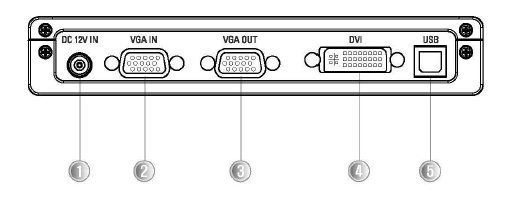 DC 12V IN VGA IN VGA OUT DVI USB
1 2 3 4 5